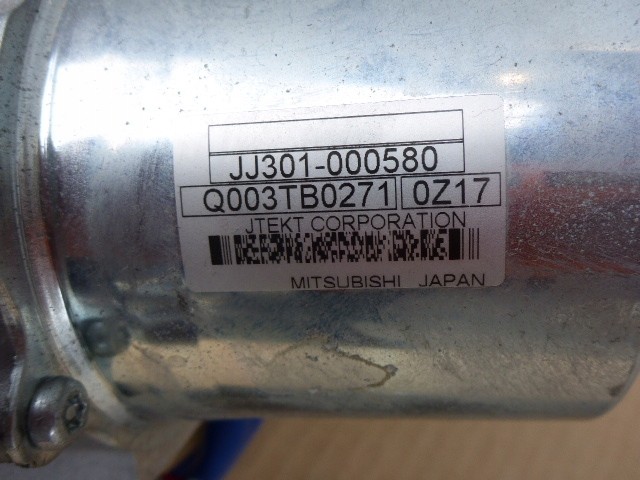 JJ301-000580
Q003TB0271 0Z17
JTEKT CORPORATION
MITSUBISHI JAPAN